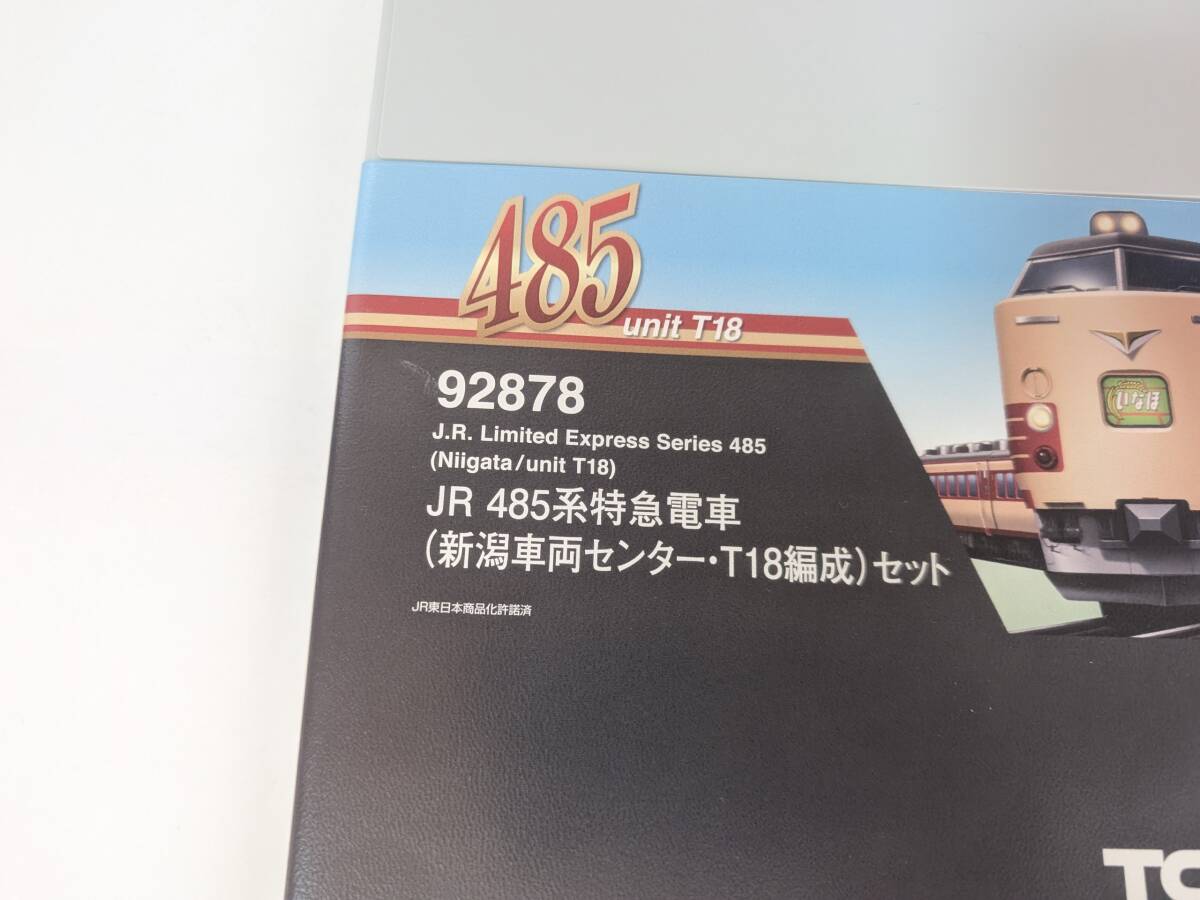 485
unit T18
いなほ
92878
J.R. Limited Express Series 485
(Niigata/unit T18)
JR 485系特急電車
(新潟車両センター・T18編成)セット
JR東日本商品化許諾済
TO